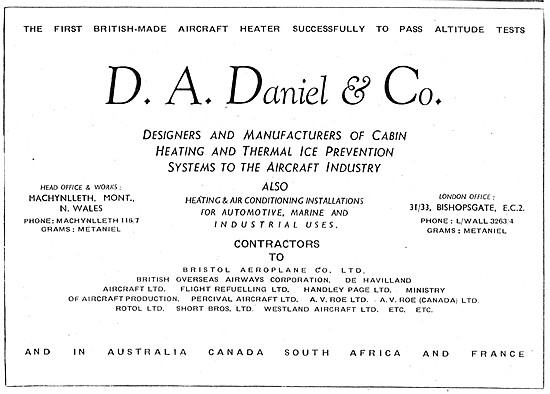 THE FIRST BRITISH-MADE AIRCRAFT HEATER SUCCESSFULLY TO PASS ALTITUDE TESTS
D. A. Daniel & Co.
DESIGNERS AND MANUFACTURERS OF CABIN
HEATING AND THERMAL ICE PREVENTION
SYSTEMS TO THE AIRCRAFT INDUSTRY
HEAD OFFICE & WORKS:
MACHYNLLETH, MONT.,
N. WALES
PHONE: MACHYNLLETH 116/7
GRAMS: METANIEL
ALSO
HEATING & AIR CONDITIONING INSTALLATIONS
FOR AUTOMOTIVE, MARINE AND
INDUSTRIAL USES.
LONDON OFFICE:
31/33, BISHOPSGATE, E.C.2.
PHONE: L/WALL 3263/4
GRAMS: METANIEL
CONTRACTORS
TO
BRISTOL AEROPLANE CO. LTD.
BRITISH OVERSEAS AIRWAYS CORPORATION, DE HAVILLAND
AIRCRAFT LTD. FLIGHT REFUELLING LTD. HANDLEY PAGE LTD. MINISTRY
OF AIRCRAFT PRODUCTION, PERCIVAL AIRCRAFT LTD. A. V. ROE LTD. A. V. ROE (CANADA) LTD.
ROTOL LTD. SHORT BROS, LTD. WESTLAND AIRCRAFT LTD. ETC. ETC.
AND IN AUSTRALIA CANADA SOUTH AFRICA AND FRANCE